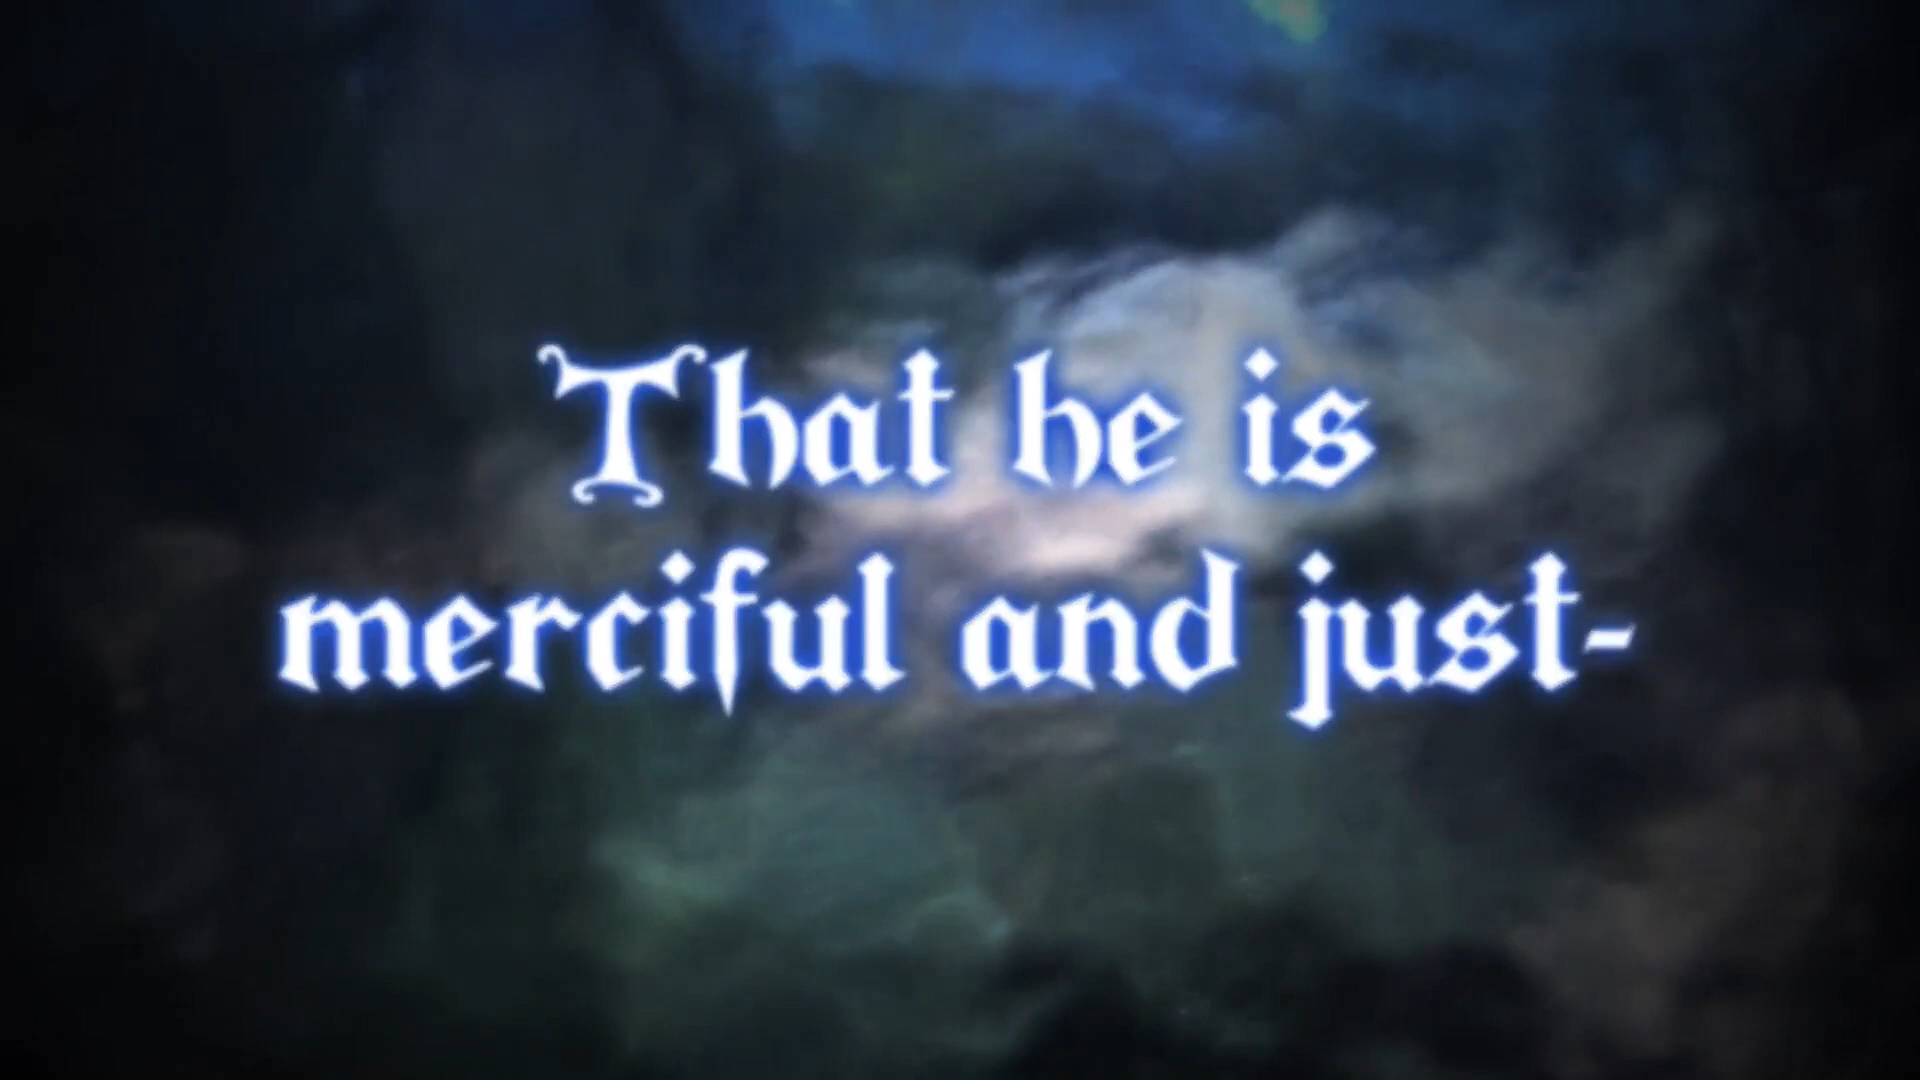 That he is
merciful and just-